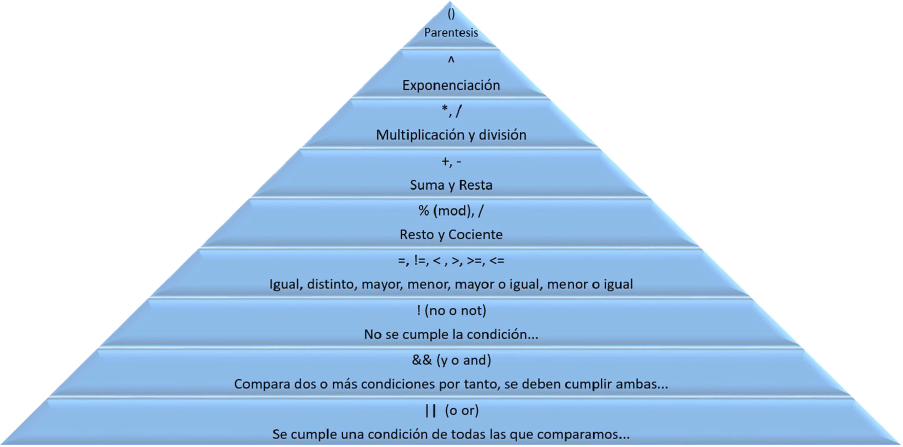 ()
Parentesis
^
Exponenciación
*, /
Multiplicación y división
+, -
Suma y Resta
% (mod), /
Resto y Cociente
=, !=, < , >, >=, <=
Igual, distinto, mayor, menor, mayor o igual, menor o igual
! (no o not)
No se cumple la condición...
&& (y o and)
Compara dos o más condiciones por tanto, se deben cumplir ambas...
|| (o or)
Se cumple una condición de todas las que comparamos...